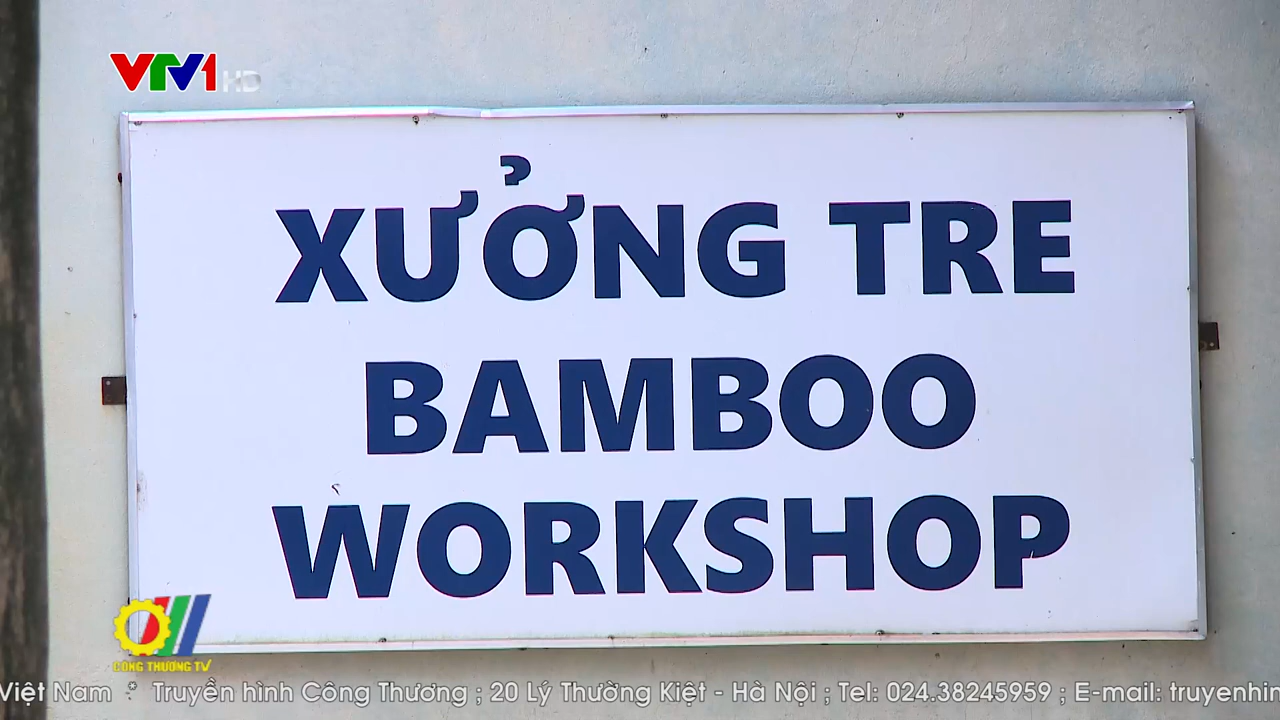 VTV1 HD
XƯỞNG TRE
BAMBOO
WORKSHOP
CÔNG THƯƠNG TV
Việt Nam * Truyền hình Công Thương ; 20 Lý Thường Kiệt - Hà Nội ; Tel: 024.38245959 ; E-mail: truyenhin